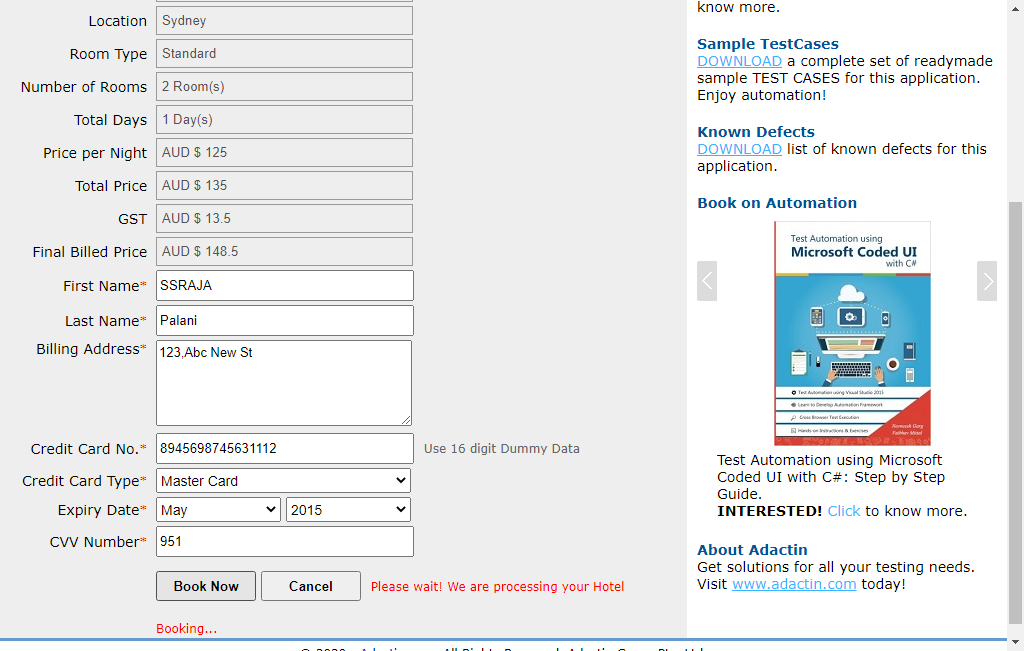 Location Sydney
Room Type Standard
Number of Rooms 2 Room(s)
Total Days 1 Day(s)
Price per Night AUD $ 125
Total Price AUD $ 135
GST AUD $ 13.5
Final Billed Price AUD $ 148.5
First Name* SSRAJA
Last Name* Palani
Billing Address* 123,Abc New St
Credit Card No.* 8945698745631112 Use 16 digit Dummy Data
Credit Card Type* Master Card
Expiry Date* May 2015
CVV Number* 951
Book Now Cancel Please wait! We are processing your Hotel
Booking...
know more.
Sample TestCases
DOWNLOAD a complete set of readymade
sample TEST CASES for this application.
Enjoy automation!
Known Defects
DOWNLOAD list of known defects for this
application.
Book on Automation
Test Automation using
Microsoft Coded UI
with C#
Test Automation using Visual Studio 2015
Learn to Develop Automation Framework
Cross Browser Test Execution
Hands-on Instructions & Exercises
Test Automation using Microsoft
Coded UI with C#: Step by Step
Guide.
INTERESTED! Click to know more.
About Adactin
Get solutions for all your testing needs.
Visit www.adactin.com today!